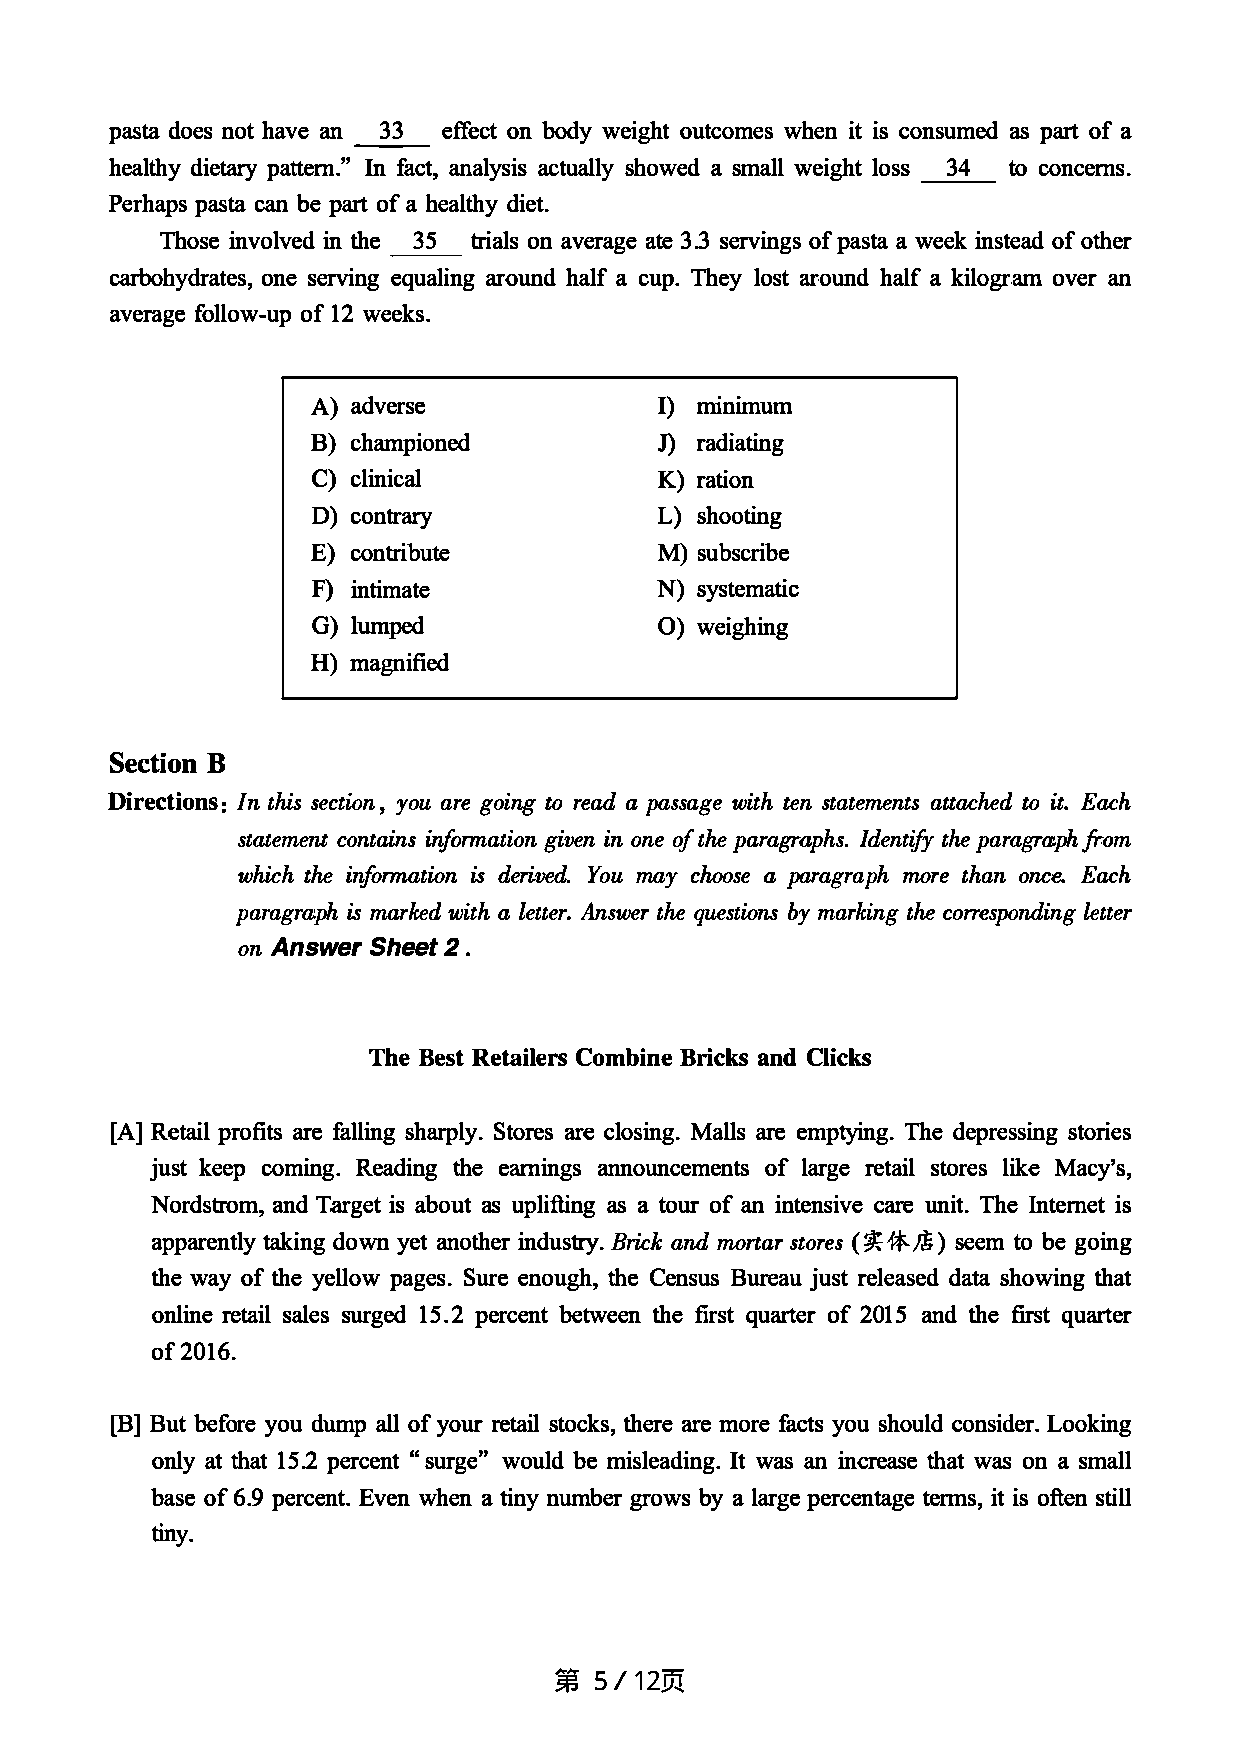 pasta does not have an 33 effect on body weight outcomes when it is consumed as part of a
healthy dietary pattern.” In fact, analysis actually showed a small weight loss 34 to concerns.
Perhaps pasta can be part of a healthy diet.
Those involved in the 35 trials on average ate 3.3 servings of pasta a week instead of other
carbohydrates, one serving equaling around half a cup. They lost around half a kilogram over an
average follow-up of 12 weeks.
A) adverse
B) championed
C) clinical
D) contrary
E) contribute
F) intimate
G) lumped
H) magnified
I) minimum
J) radiating
K) ration
L) shooting
M) subscribe
N) systematic
O) weighing
Section B
Directions: In this section, you are going to read a passage with ten statements attached to it. Each
statement contains information given in one of the paragraphs. Identify the paragraph from
which the information is derived. You may choose a paragraph more than once. Each
paragraph is marked with a letter. Answer the questions by marking the corresponding letter
on Answer Sheet 2.
The Best Retailers Combine Bricks and Clicks
[A] Retail profits are falling sharply. Stores are closing. Malls are emptying. The depressing stories
just keep coming. Reading the earnings announcements of large retail stores like Macy’s,
Nordstrom, and Target is about as uplifting as a tour of an intensive care unit. The Internet is
apparently taking down yet another industry. Brick and mortar stores (实体店) seem to be going
the way of the yellow pages. Sure enough, the Census Bureau just released data showing that
online retail sales surged 15.2 percent between the first quarter of 2015 and the first quarter
of 2016.
[B] But before you dump all of your retail stocks, there are more facts you should consider. Looking
only at that 15.2 percent “surge” would be misleading. It was an increase that was on a small
base of 6.9 percent. Even when a tiny number grows by a large percentage terms, it is often still
tiny.
第 5 / 12页